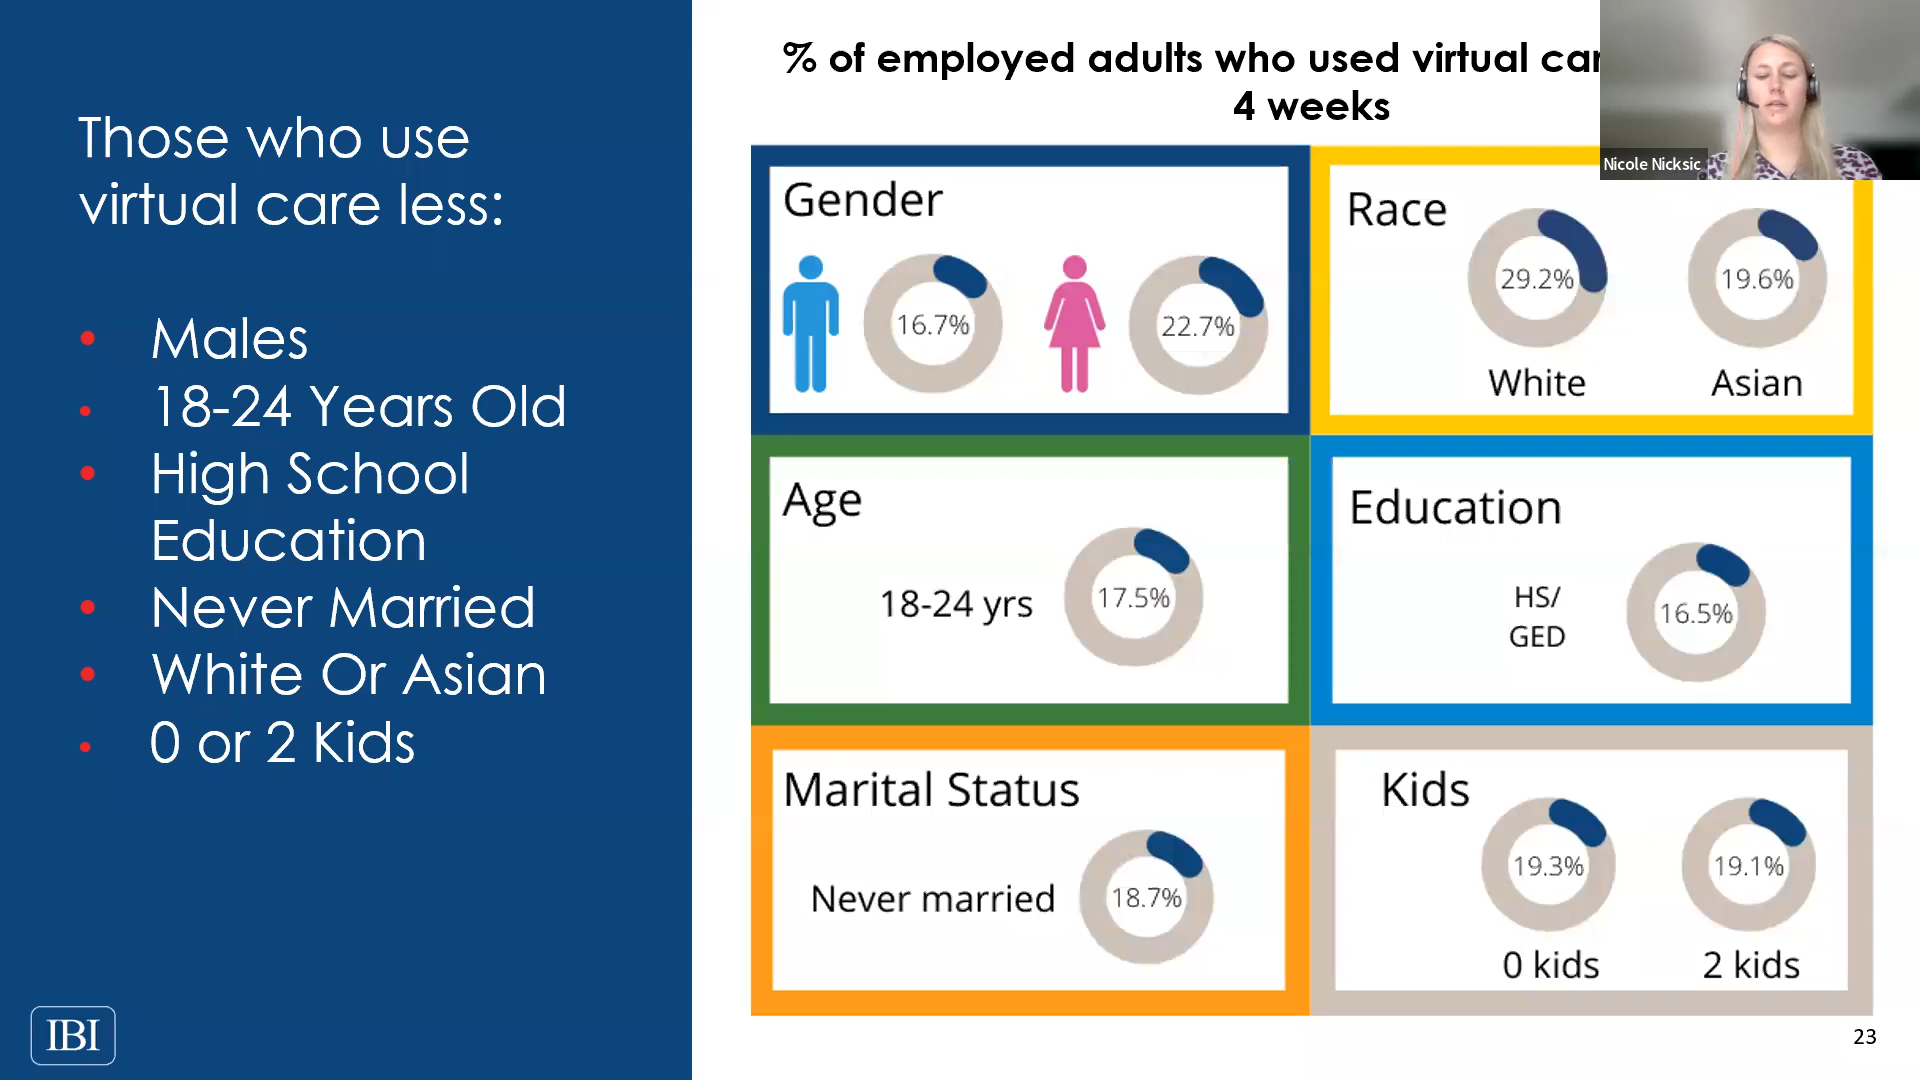 Those who use
virtual care less:
• Males
• 18-24 Years Old
• High School
Education
• Never Married
• White Or Asian
• 0 or 2 Kids
IBI
% of employed adults who used virtual
4 weeks
Nicole Nicksic
Gender
16.7%
22.7%
Race
29.2%
19.6%
White
Asian
Age
18-24 yrs
17.5%
Education
HS/
GED
16.5%
Marital Status
Never married
18.7%
Kids
19.3%
19.1%
0 kids
2 kids
23